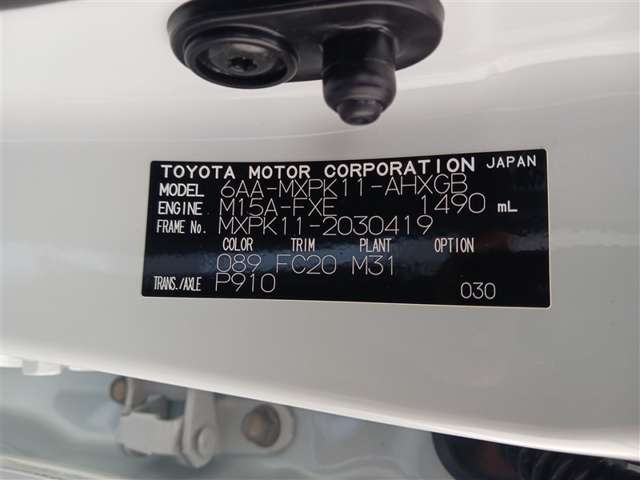 TOYOTA MOTOR CORPORATION JAPAN
MODEL 6AA-MXPK11-AHXGB
ENGINE M15A-FXE 1490 mL
FRAME No. MXPK11-2030419
COLOR TRIM PLANT OPTION
089 FC20 M31
TRANS./AXLE P910 030